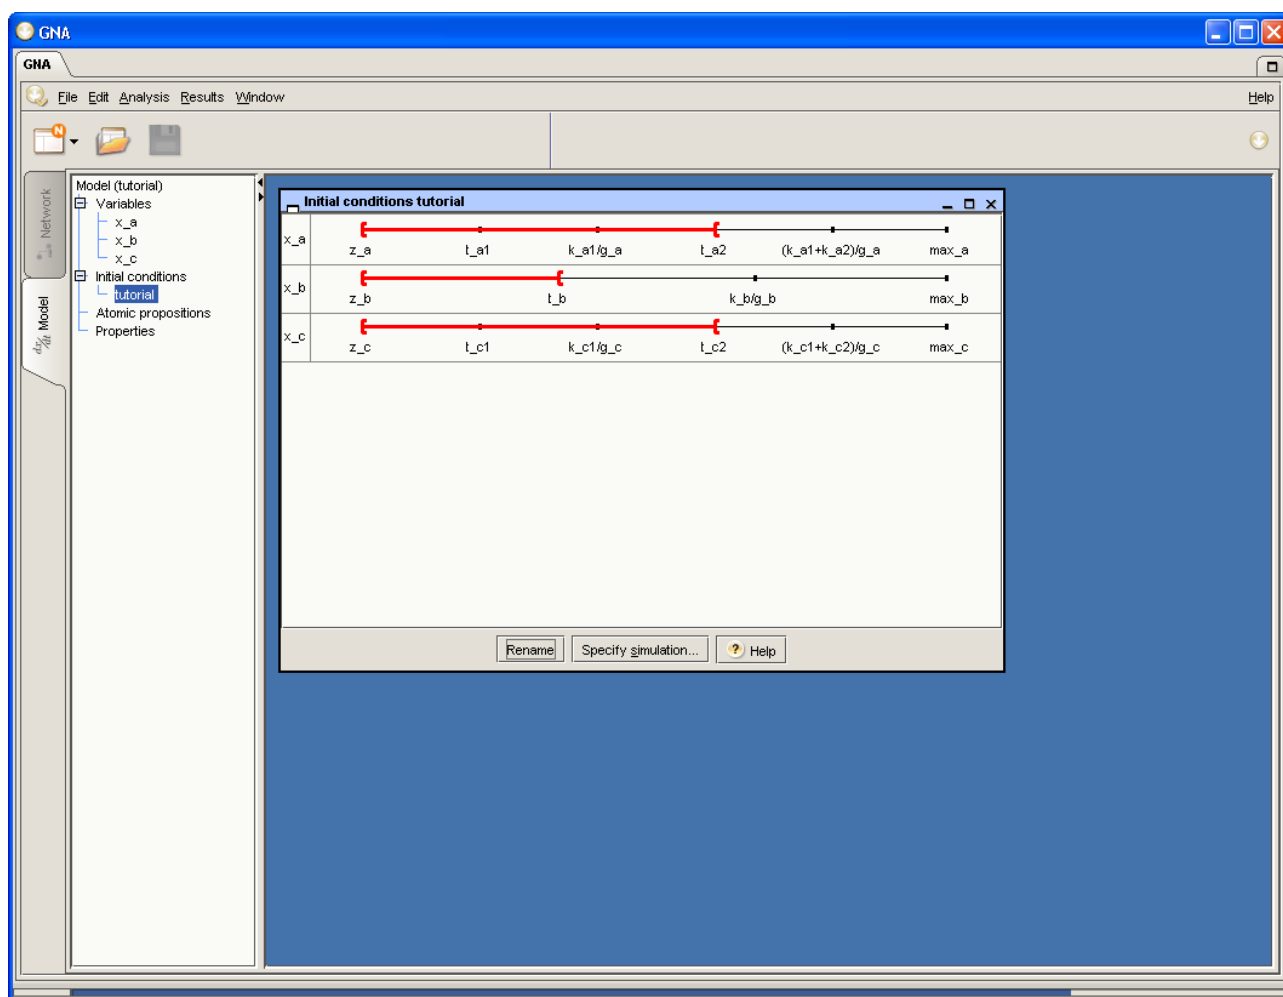 GNA
GNA
File Edit Analysis Results Window Help
N
Network
dx/dt Model
Model (tutorial)
Variables
x_a
x_b
x_c
Initial conditions
tutorial
Atomic propositions
Properties
Initial conditions tutorial
x_a
z_a t_a1 k_a1/g_a t_a2 (k_a1+k_a2)/g_a max_a
x_b
z_b t_b k_b/g_b max_b
x_c
z_c t_c1 k_c1/g_c t_c2 (k_c1+k_c2)/g_c max_c
Rename Specify simulation... ? Help